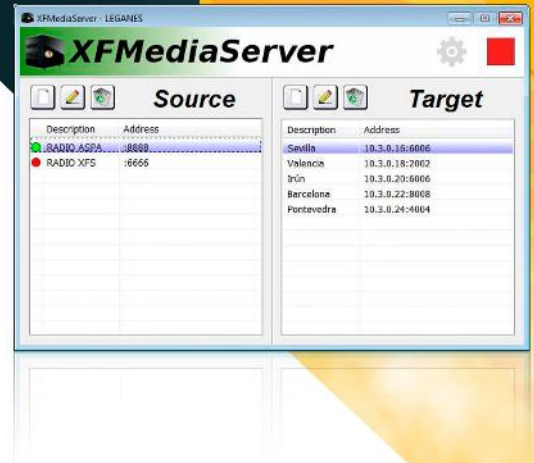 XFMediaServer - LEGANES
XFMediaServer
Source
Target
Description Address
RADIO ASPA :8888
RADIO XFS :6666
Description Address
Sevilla 10.3.0.16:6006
Valencia 10.3.0.18:2002
Irún 10.3.0.20:6006
Barcelona 10.3.0.22:8008
Pontevedra 10.3.0.24:4004